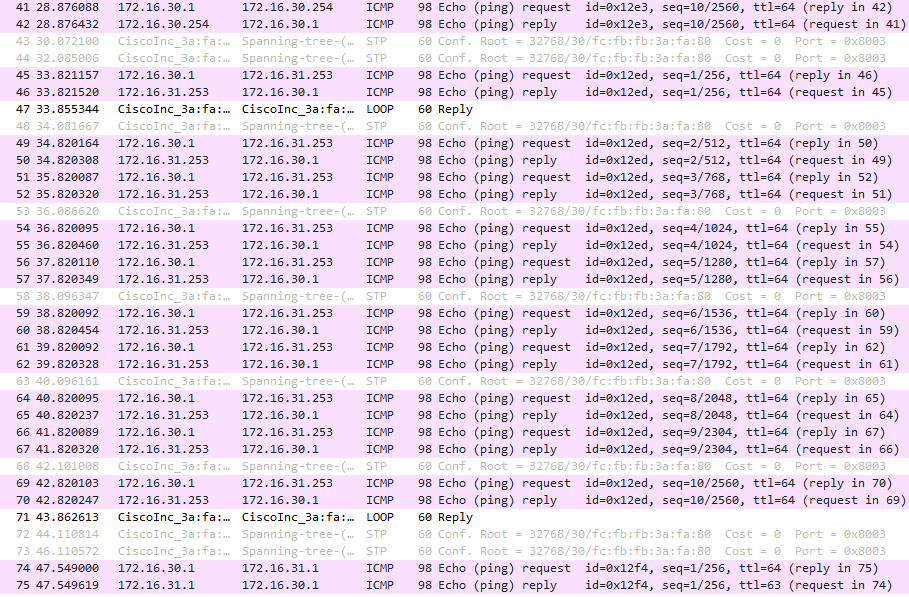 41 28.876088 172.16.30.1 172.16.30.254 ICMP 98 Echo (ping) request id=0x12e3, seq=10/2560, ttl=64 (reply in 42)
42 28.876432 172.16.30.254 172.16.30.1 ICMP 98 Echo (ping) reply id=0x12e3, seq=10/2560, ttl=64 (request in 41)
43 30.072100 CiscoInc_3a:fa:… Spanning-tree-(… STP 60 Conf. Root = 32768/30/fc:fb:fb:3a:fa:80 Cost = 0 Port = 0x8003
44 32.085006 CiscoInc_3a:fa:… Spanning-tree-(… STP 60 Conf. Root = 32768/30/fc:fb:fb:3a:fa:80 Cost = 0 Port = 0x8003
45 33.821157 172.16.30.1 172.16.31.253 ICMP 98 Echo (ping) request id=0x12ed, seq=1/256, ttl=64 (reply in 46)
46 33.821520 172.16.31.253 172.16.30.1 ICMP 98 Echo (ping) reply id=0x12ed, seq=1/256, ttl=64 (request in 45)
47 33.855344 CiscoInc_3a:fa:… CiscoInc_3a:fa:… LOOP 60 Reply
48 34.081667 CiscoInc_3a:fa:… Spanning-tree-(… STP 60 Conf. Root = 32768/30/fc:fb:fb:3a:fa:80 Cost = 0 Port = 0x8003
49 34.820164 172.16.30.1 172.16.31.253 ICMP 98 Echo (ping) request id=0x12ed, seq=2/512, ttl=64 (reply in 50)
50 34.820308 172.16.31.253 172.16.30.1 ICMP 98 Echo (ping) reply id=0x12ed, seq=2/512, ttl=64 (request in 49)
51 35.820087 172.16.30.1 172.16.31.253 ICMP 98 Echo (ping) request id=0x12ed, seq=3/768, ttl=64 (reply in 52)
52 35.820320 172.16.31.253 172.16.30.1 ICMP 98 Echo (ping) reply id=0x12ed, seq=3/768, ttl=64 (request in 51)
53 36.086620 CiscoInc_3a:fa:… Spanning-tree-(… STP 60 Conf. Root = 32768/30/fc:fb:fb:3a:fa:80 Cost = 0 Port = 0x8003
54 36.820095 172.16.30.1 172.16.31.253 ICMP 98 Echo (ping) request id=0x12ed, seq=4/1024, ttl=64 (reply in 55)
55 36.820460 172.16.31.253 172.16.30.1 ICMP 98 Echo (ping) reply id=0x12ed, seq=4/1024, ttl=64 (request in 54)
56 37.820110 172.16.30.1 172.16.31.253 ICMP 98 Echo (ping) request id=0x12ed, seq=5/1280, ttl=64 (reply in 57)
57 37.820349 172.16.31.253 172.16.30.1 ICMP 98 Echo (ping) reply id=0x12ed, seq=5/1280, ttl=64 (request in 56)
58 38.096347 CiscoInc_3a:fa:… Spanning-tree-(… STP 60 Conf. Root = 32768/30/fc:fb:fb:3a:fa:80 Cost = 0 Port = 0x8003
59 38.820092 172.16.30.1 172.16.31.253 ICMP 98 Echo (ping) request id=0x12ed, seq=6/1536, ttl=64 (reply in 60)
60 38.820454 172.16.31.253 172.16.30.1 ICMP 98 Echo (ping) reply id=0x12ed, seq=6/1536, ttl=64 (request in 59)
61 39.820092 172.16.30.1 172.16.31.253 ICMP 98 Echo (ping) request id=0x12ed, seq=7/1792, ttl=64 (reply in 62)
62 39.820328 172.16.31.253 172.16.30.1 ICMP 98 Echo (ping) reply id=0x12ed, seq=7/1792, ttl=64 (request in 61)
63 40.096161 CiscoInc_3a:fa:… Spanning-tree-(… STP 60 Conf. Root = 32768/30/fc:fb:fb:3a:fa:80 Cost = 0 Port = 0x8003
64 40.820095 172.16.30.1 172.16.31.253 ICMP 98 Echo (ping) request id=0x12ed, seq=8/2048, ttl=64 (reply in 65)
65 40.820237 172.16.31.253 172.16.30.1 ICMP 98 Echo (ping) reply id=0x12ed, seq=8/2048, ttl=64 (request in 64)
66 41.820089 172.16.30.1 172.16.31.253 ICMP 98 Echo (ping) request id=0x12ed, seq=9/2304, ttl=64 (reply in 67)
67 41.820320 172.16.31.253 172.16.30.1 ICMP 98 Echo (ping) reply id=0x12ed, seq=9/2304, ttl=64 (request in 66)
68 42.101008 CiscoInc_3a:fa:… Spanning-tree-(… STP 60 Conf. Root = 32768/30/fc:fb:fb:3a:fa:80 Cost = 0 Port = 0x8003
69 42.820103 172.16.30.1 172.16.31.253 ICMP 98 Echo (ping) request id=0x12ed, seq=10/2560, ttl=64 (reply in 70)
70 42.820247 172.16.31.253 172.16.30.1 ICMP 98 Echo (ping) reply id=0x12ed, seq=10/2560, ttl=64 (request in 69)
71 43.862613 CiscoInc_3a:fa:… CiscoInc_3a:fa:… LOOP 60 Reply
72 44.110814 CiscoInc_3a:fa:… Spanning-tree-(… STP 60 Conf. Root = 32768/30/fc:fb:fb:3a:fa:80 Cost = 0 Port = 0x8003
73 46.110572 CiscoInc_3a:fa:… Spanning-tree-(… STP 60 Conf. Root = 32768/30/fc:fb:fb:3a:fa:80 Cost = 0 Port = 0x8003
74 47.549000 172.16.30.1 172.16.31.1 ICMP 98 Echo (ping) request id=0x12f4, seq=1/256, ttl=64 (reply in 75)
75 47.549619 172.16.31.1 172.16.30.1 ICMP 98 Echo (ping) reply id=0x12f4, seq=1/256, ttl=63 (request in 74)